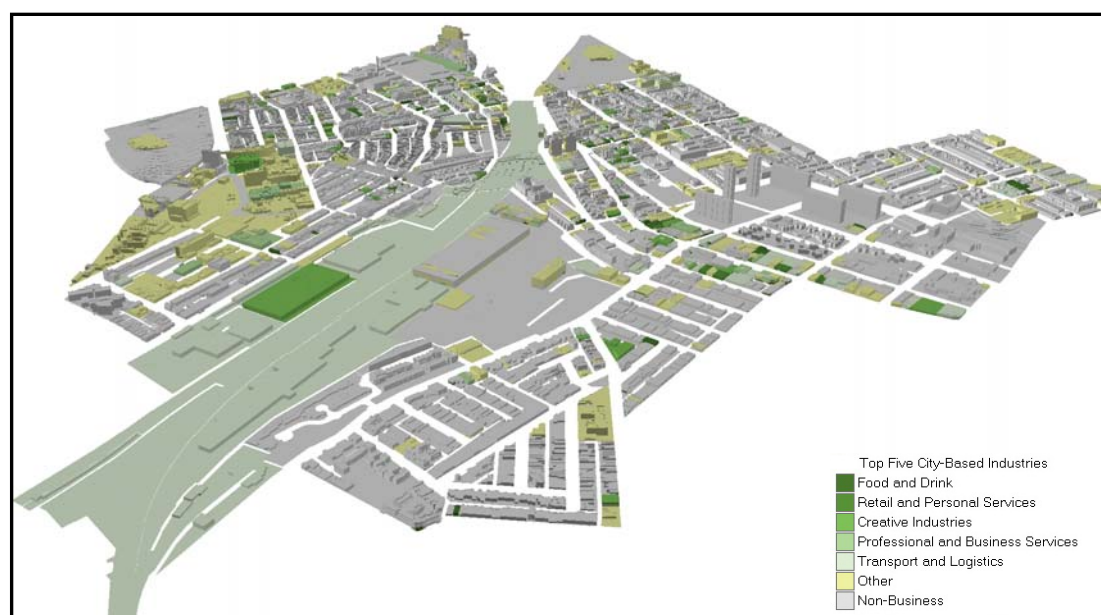 Top Five City-Based Industries
Food and Drink
Retail and Personal Services
Creative Industries
Professional and Business Services
Transport and Logistics
Other
Non-Business